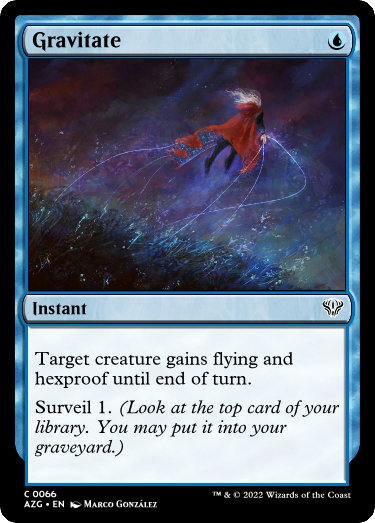 Gravitate
Instant
Target creature gains flying and
hexproof until end of turn.
Surveil 1. (Look at the top card of your
library. You may put it into your
graveyard.)
C 0066
AZG • EN Marco González
™ & © 2022 Wizards of the Coast